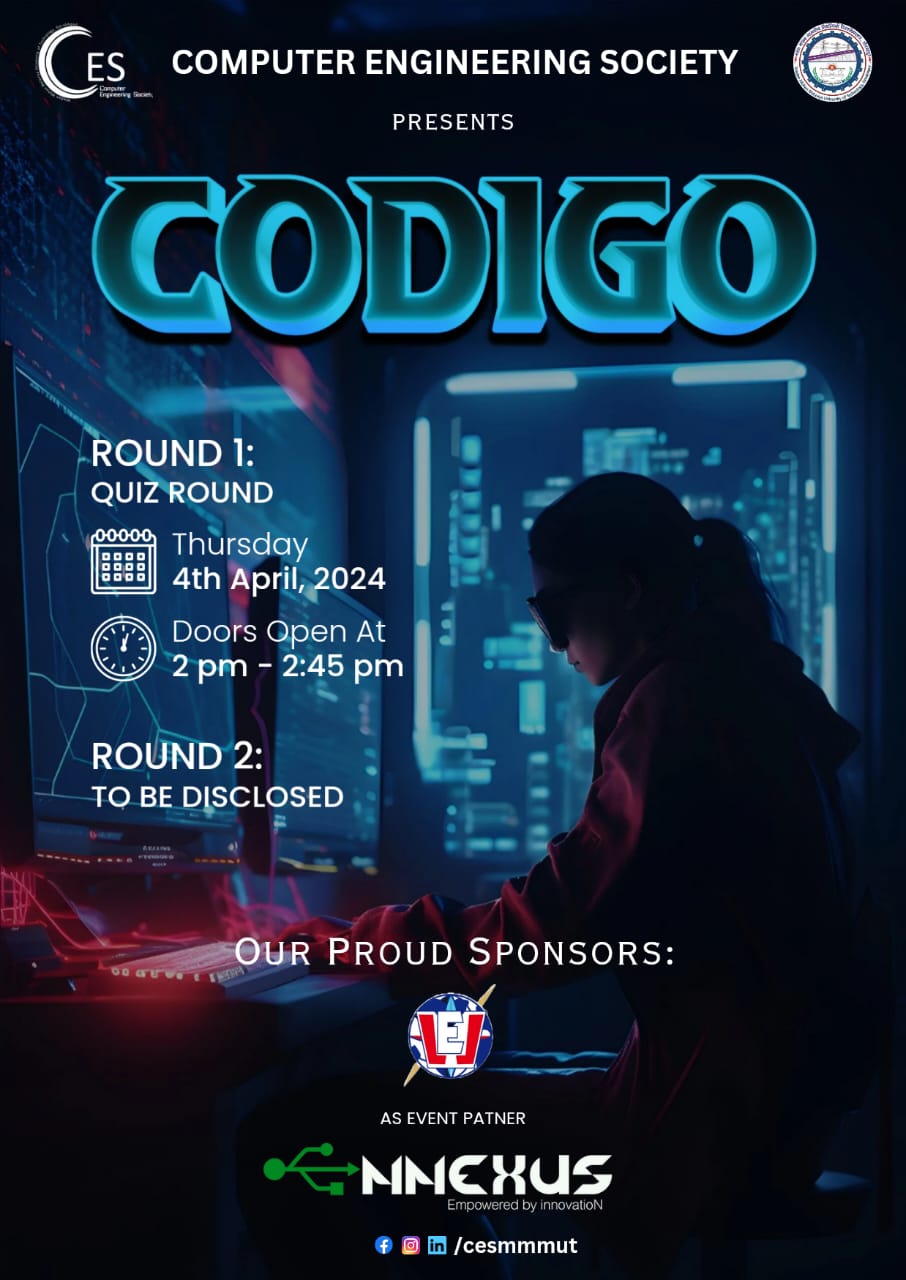 CES
Computer
Engineering Society
COMPUTER ENGINEERING SOCIETY
PRESENTS
CODIGO
ROUND 1:
QUIZ ROUND
Thursday
4th April, 2024
Doors Open At
2 pm - 2:45 pm
ROUND 2:
TO BE DISCLOSED
OUR PROUD SPONSORS:
LEJ
AS EVENT PATNER
NNEXUS
Empowered by innovatioN
/cesmmmut